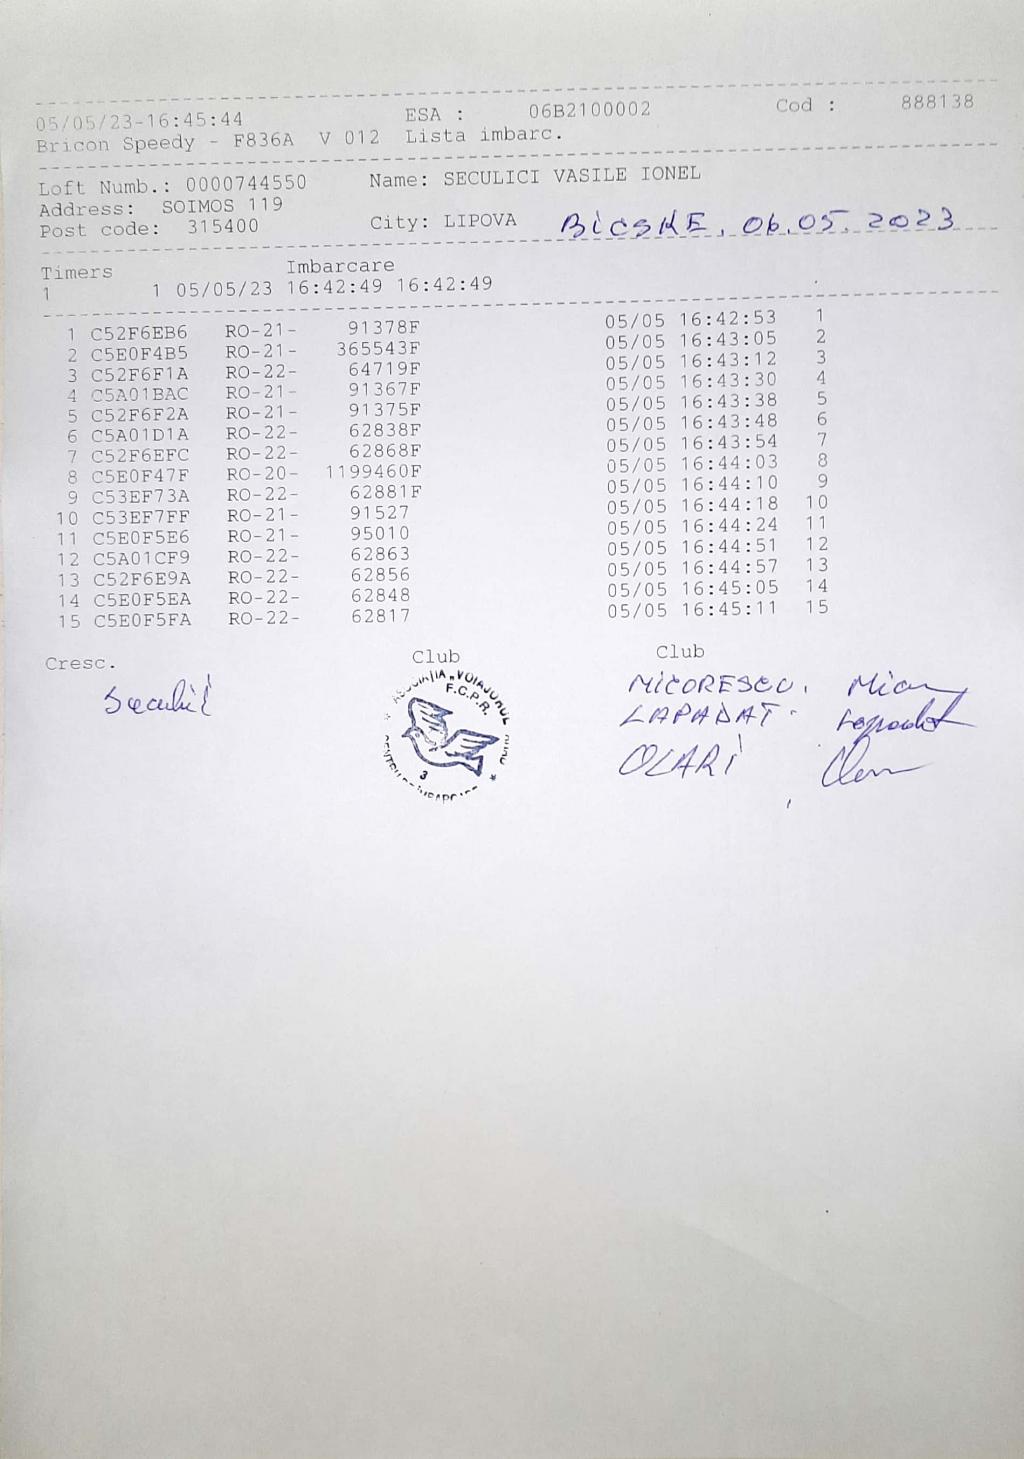 05/05/23-16:45:44 ESA : 06B2100002 Cod : 888138
Bricon Speedy - F836A V 012 Lista imbarc.
Loft Numb.: 0000744550 Name: SECULICI VASILE IONEL
Address: SOIMOS 119
Post code: 315400 City: LIPOVA BICSKE, 06.05.2023
Timers Imbarcare
1 1 05/05/23 16:42:49 16:42:49
1 C52F6EB6 RO-21- 91378F 05/05 16:42:53 1
2 C5E0F4B5 RO-21- 365543F 05/05 16:43:05 2
3 C52F6F1A RO-22- 64719F 05/05 16:43:12 3
4 C5A01BAC RO-21- 91367F 05/05 16:43:30 4
5 C52F6F2A RO-21- 91375F 05/05 16:43:38 5
6 C5A01D1A RO-22- 62838F 05/05 16:43:48 6
7 C52F6EFC RO-22- 62868F 05/05 16:43:54 7
8 C5E0F47F RO-20- 1199460F 05/05 16:44:03 8
9 C53EF73A RO-22- 62881F 05/05 16:44:10 9
10 C53EF7FF RO-21- 91527 05/05 16:44:18 10
11 C5E0F5E6 RO-21- 95010 05/05 16:44:24 11
12 C5A01CF9 RO-22- 62863 05/05 16:44:51 12
13 C52F6E9A RO-22- 62856 05/05 16:44:57 13
14 C5E0F5EA RO-22- 62848 05/05 16:45:05 14
15 C5E0F5FA RO-22- 62817 05/05 16:45:11 15
Cresc. Club Club
F.C.P.R.
3
MICORESCU.
LAPADAT.
OLARI